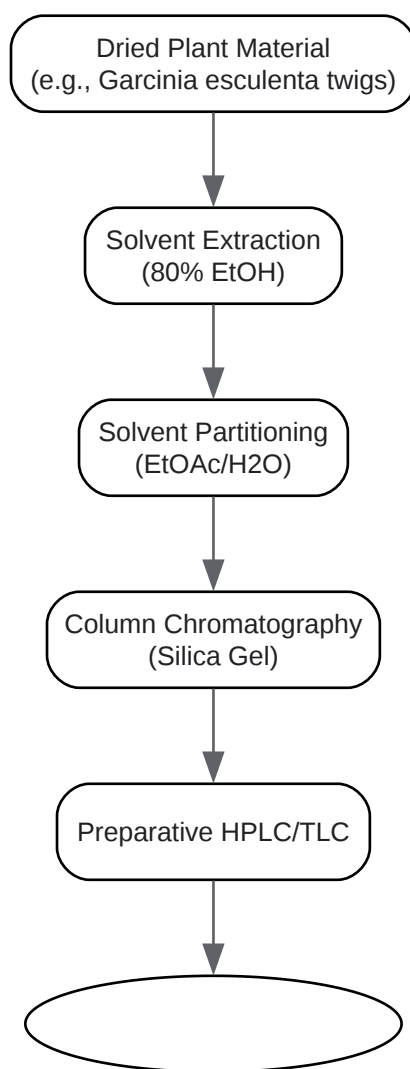 Dried Plant Material
(e.g., Garcinia esculenta twigs)
Solvent Extraction
(80% EtOH)
Solvent Partitioning
(EtOAc/H2O)
Column Chromatography
(Silica Gel)
Preparative HPLC/TLC